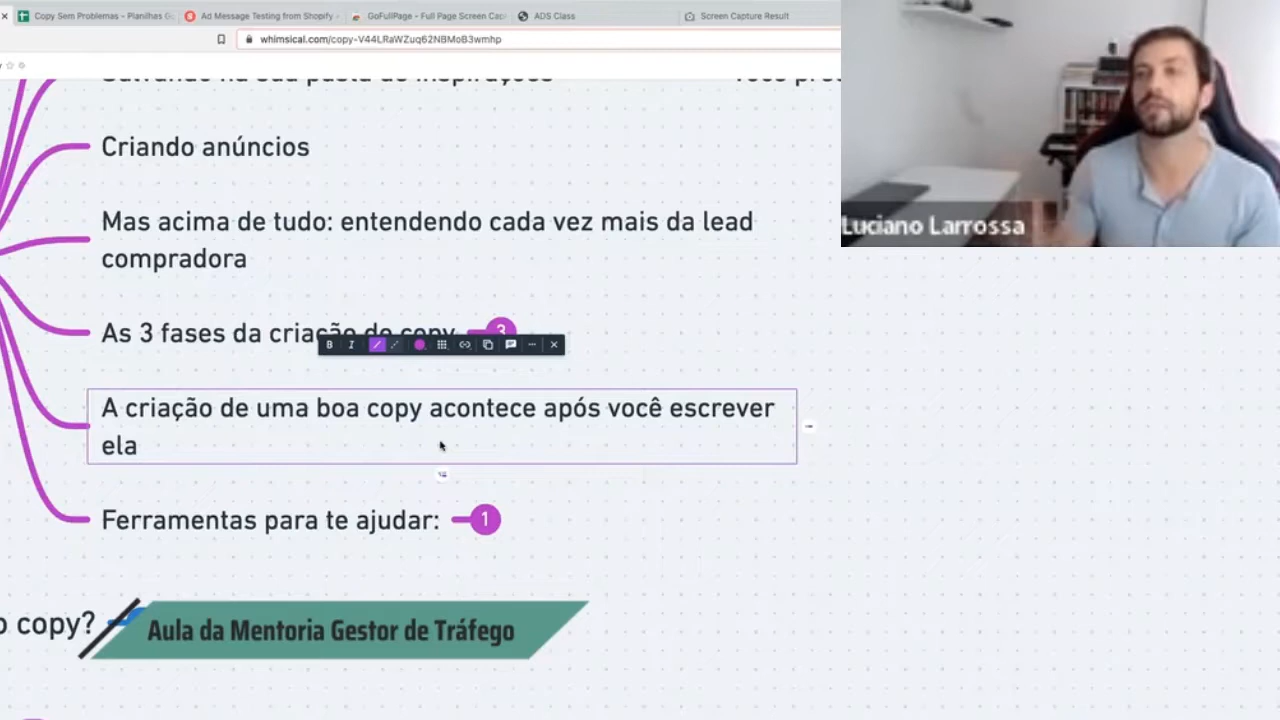 Copy Sem Problemas - Planilhas Go
Ad Message Testing from Shopify
GoFullPage - Full Page Screen Cap
ADS Class
Screen Capture Result
whimsical.com/copy-V44LRaWZuq62NBMoB3wmhp
Luciano Larrossa
Criando anúncios
Mas acima de tudo: entendendo cada vez mais da lead
compradora
As 3 fases da criação de copy
3
B I
A criação de uma boa copy acontece após você escrever
ela
Ferramentas para te ajudar:
1
o copy?
Aula da Mentoria Gestor de Tráfego